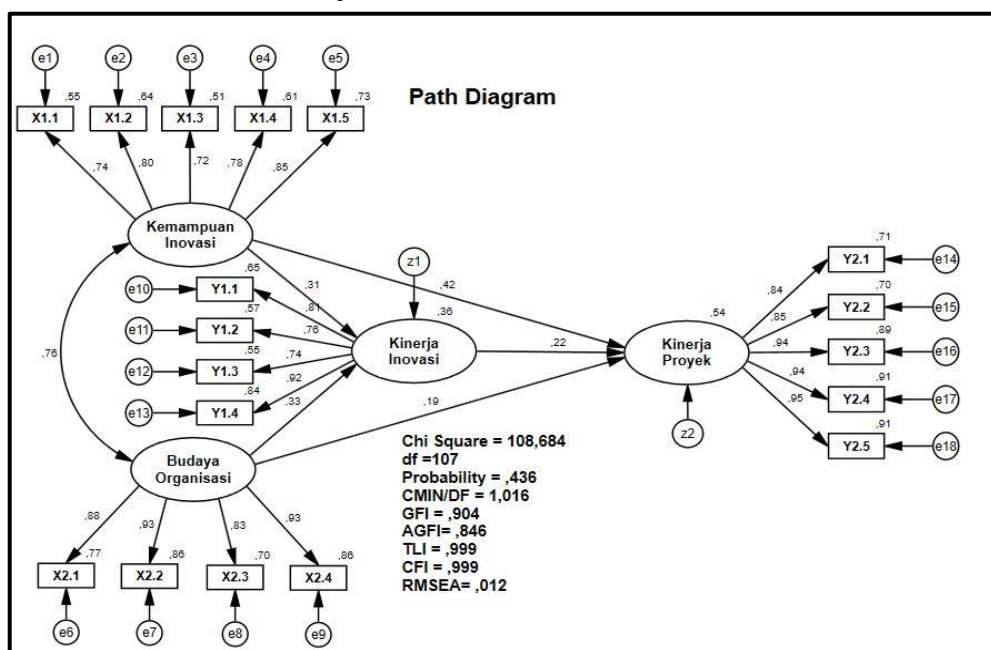 e1 e2 e3 e4 e5
,55 ,64 ,51 ,61 ,73
X1.1 X1.2 X1.3 X1.4 X1.5
Path Diagram
,74 ,80 ,72 ,78 ,85
Kemampuan
Inovasi
,65
e10 Y1.1
,57
e11 Y1.2
,55
e12 Y1.3
,84
e13 Y1.4
,76
,31
,81
,76
,74
,92
,33
z1
,36
Kinerja
Inovasi
,42
,22
,19
,54
Kinerja
Proyek
z2
,71
,84 Y2.1 e14
,70
,85 Y2.2 e15
,89
,94 Y2.3 e16
,91
,94 Y2.4 e17
,91
,95 Y2.5 e18
Budaya
Organisasi
,88 ,93 ,83 ,93
,77 ,86 ,70 ,86
X2.1 X2.2 X2.3 X2.4
e6 e7 e8 e9
Chi Square = 108,684
df =107
Probability = ,436
CMIN/DF = 1,016
GFI = ,904
AGFI= ,846
TLI = ,999
CFI = ,999
RMSEA= ,012